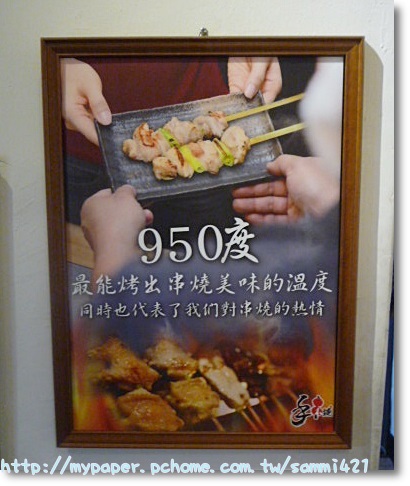 950度
最能烤出串燒美味的溫度
同時也代表了我們對串燒的熱情
http://mypaper.pchome.com.tw/sammi421